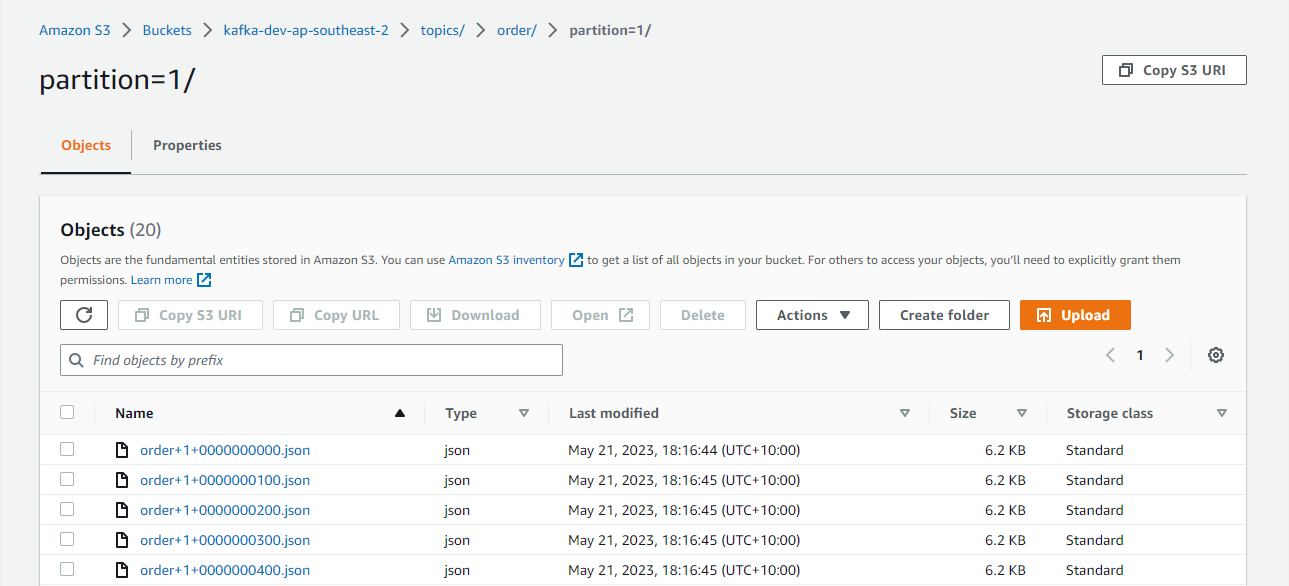 Amazon S3 > Buckets > kafka-dev-ap-southeast-2 > topics/ > order/ > partition=1/
partition=1/
Copy S3 URI
Objects Properties
Objects (20)
Objects are the fundamental entities stored in Amazon S3. You can use Amazon S3 inventory to get a list of all objects in your bucket. For others to access your objects, you'll need to explicitly grant them
permissions. Learn more
Copy S3 URI Copy URL Download Open Delete Actions Create folder Upload
Find objects by prefix
1
Name Type Last modified Size Storage class
order+1+0000000000.json json May 21, 2023, 18:16:44 (UTC+10:00) 6.2 KB Standard
order+1+0000000100.json json May 21, 2023, 18:16:45 (UTC+10:00) 6.2 KB Standard
order+1+0000000200.json json May 21, 2023, 18:16:45 (UTC+10:00) 6.2 KB Standard
order+1+0000000300.json json May 21, 2023, 18:16:45 (UTC+10:00) 6.2 KB Standard
order+1+0000000400.json json May 21, 2023, 18:16:45 (UTC+10:00) 6.2 KB Standard